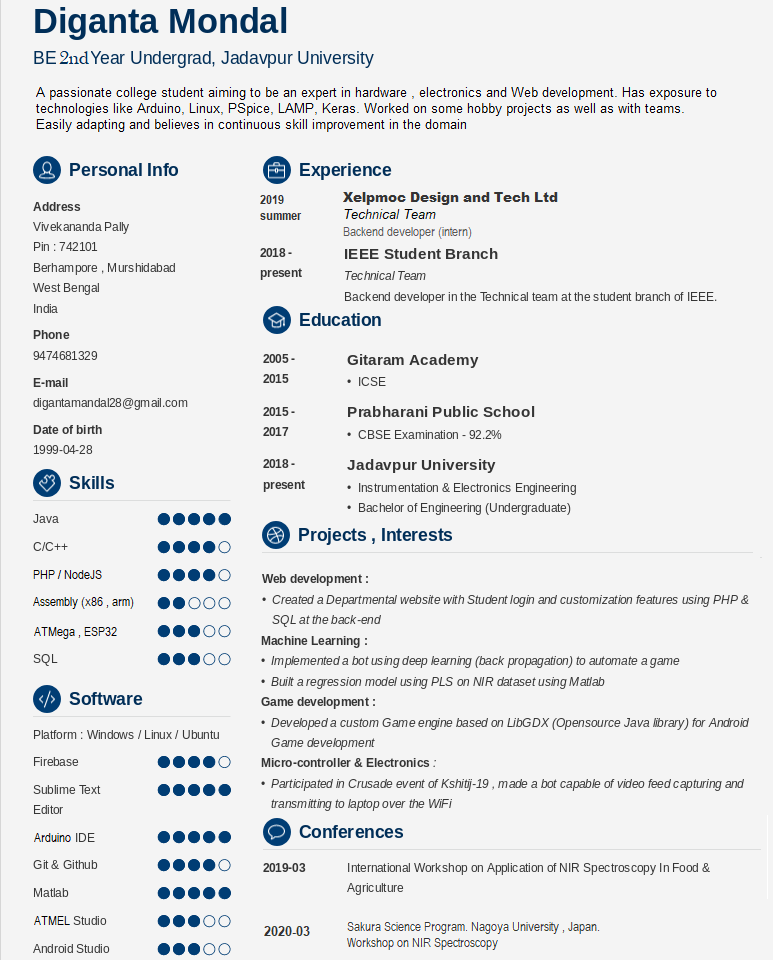 Diganta Mondal
BE 2nd Year Undergrad, Jadavpur University
A passionate college student aiming to be an expert in hardware , electronics and Web development. Has exposure to
technologies like Arduino, Linux, PSpice, LAMP, Keras. Worked on some hobby projects as well as with teams.
Easily adapting and believes in continuous skill improvement in the domain
Personal Info
Address
Vivekananda Pally
Pin : 742101
Berhampore , Murshidabad
West Bengal
India
Phone
9474681329
E-mail
digantamandal28@gmail.com
Date of birth
1999-04-28
Skills
Java
C/C++
PHP / NodeJS
Assembly (x86 , arm)
ATMega , ESP32
SQL
Software
Platform : Windows / Linux / Ubuntu
Firebase
Sublime Text
Editor
Arduino IDE
Git & Github
Matlab
ATMEL Studio
Android Studio
Experience
2019
summer
Xelpmoc Design and Tech Ltd
Technical Team
Backend developer (intern)
2018 -
present
IEEE Student Branch
Technical Team
Backend developer in the Technical team at the student branch of IEEE.
Education
2005 -
2015
Gitaram Academy
• ICSE
2015 -
2017
Prabharani Public School
• CBSE Examination - 92.2%
2018 -
present
Jadavpur University
• Instrumentation & Electronics Engineering
• Bachelor of Engineering (Undergraduate)
Projects , Interests
Web development :
• Created a Departmental website with Student login and customization features using PHP &
SQL at the back-end
Machine Learning :
• Implemented a bot using deep learning (back propagation) to automate a game
• Built a regression model using PLS on NIR dataset using Matlab
Game development :
• Developed a custom Game engine based on LibGDX (Opensource Java library) for Android
Game development
Micro-controller & Electronics :
• Participated in Crusade event of Kshitij-19 , made a bot capable of video feed capturing and
transmitting to laptop over the WiFi
Conferences
2019-03
International Workshop on Application of NIR Spectroscopy In Food &
Agriculture
2020-03
Sakura Science Program. Nagoya University , Japan.
Workshop on NIR Spectroscopy